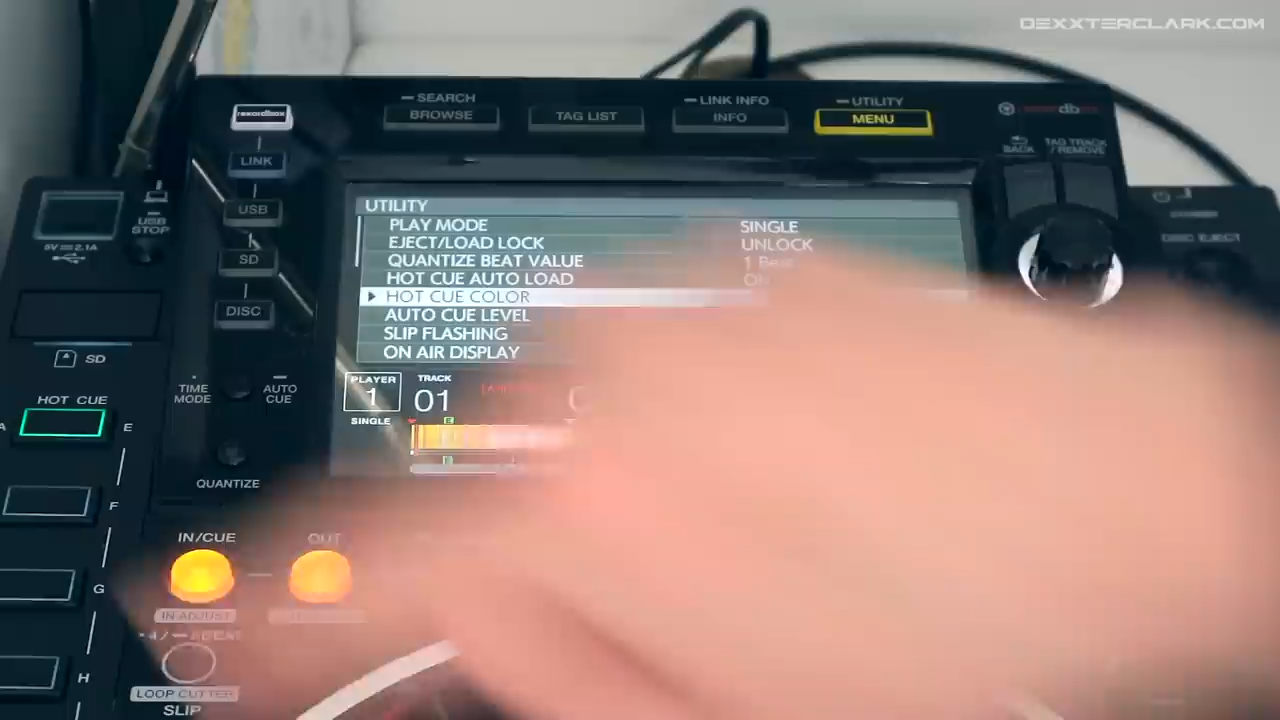 DEXXTERCLARK.COM
rekordbox
SEARCH
BROWSE
TAG LIST
LINK INFO
INFO
UTILITY
MENU
BACK
TAG TRACK
/ REMOVE
LINK
USB
STOP
5V 2.1A
USB
SD
DISC
DISC EJECT
UTILITY
PLAY MODE SINGLE
EJECT/LOAD LOCK UNLOCK
QUANTIZE BEAT VALUE 1 Beat
HOT CUE AUTO LOAD ON
HOT CUE COLOR
AUTO CUE LEVEL
SLIP FLASHING
ON AIR DISPLAY
SD
TIME
MODE
AUTO
CUE
PLAYER
1
SINGLE
TRACK
01
HOT CUE
A
E
F
G
H
QUANTIZE
IN/CUE
OUT
IN ADJUST
LOOP CUTTER
SLIP